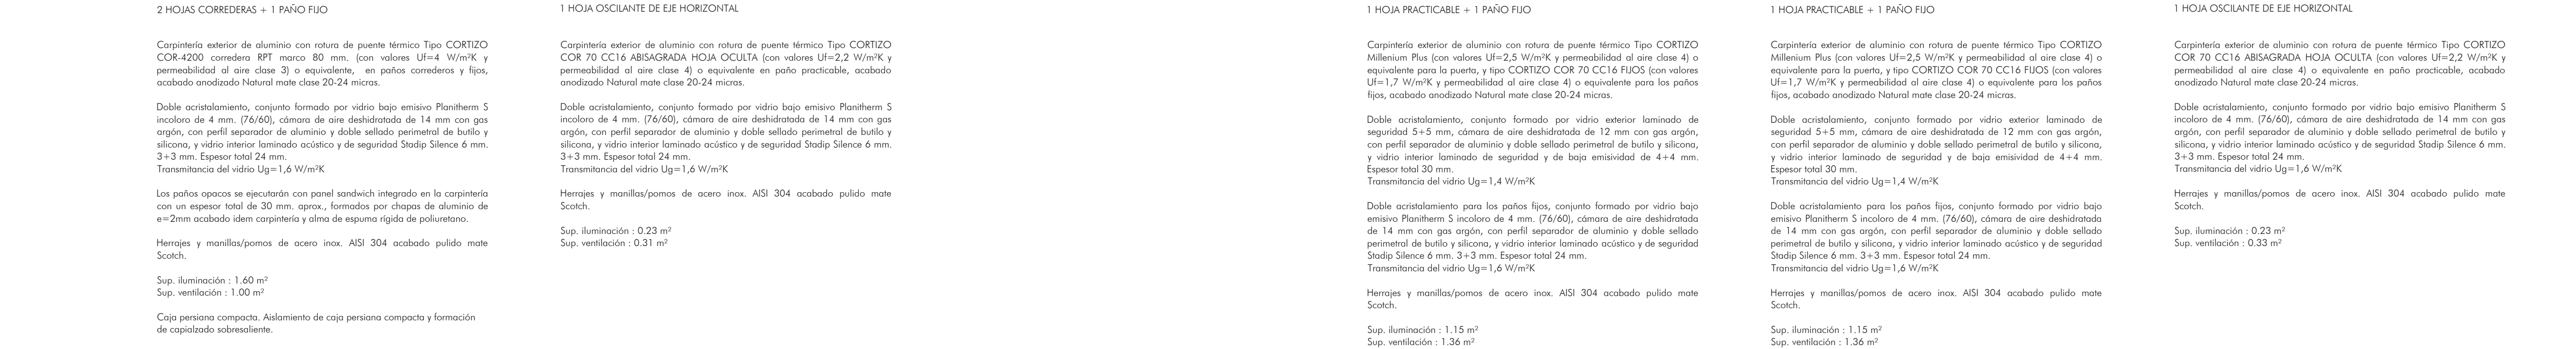 2 HOJAS CORREDERAS + 1 PAÑO FIJO
Carpintería exterior de aluminio con rotura de puente térmico Tipo CORTIZO
COR-4200 corredera RPT marco 80 mm. (con valores Uf=4 W/m²K y
permeabilidad al aire clase 3) o equivalente, en paños correderos y fijos,
acabado anodizado Natural mate clase 20-24 micras.
Doble acristalamiento, conjunto formado por vidrio bajo emisivo Planitherm S
incoloro de 4 mm. (76/60), cámara de aire deshidratada de 14 mm con gas
argón, con perfil separador de aluminio y doble sellado perimetral de butilo y
silicona, y vidrio interior laminado acústico y de seguridad Stadip Silence 6 mm.
3+3 mm. Espesor total 24 mm.
Transmitancia del vidrio Ug=1,6 W/m²K
Los paños opacos se ejecutarán con panel sandwich integrado en la carpintería
con un espesor total de 30 mm. aprox., formados por chapas de aluminio de
e=2mm acabado idem carpintería y alma de espuma rígida de poliuretano.
Herrajes y manillas/pomos de acero inox. AISI 304 acabado pulido mate
Scotch.
Sup. iluminación : 1.60 m²
Sup. ventilación : 1.00 m²
Caja persiana compacta. Aislamiento de caja persiana compacta y formación
de capialzado sobresaliente.
1 HOJA OSCILANTE DE EJE HORIZONTAL
Carpintería exterior de aluminio con rotura de puente térmico Tipo CORTIZO
COR 70 CC16 ABISAGRADA HOJA OCULTA (con valores Uf=2,2 W/m²K y
permeabilidad al aire clase 4) o equivalente en paño practicable, acabado
anodizado Natural mate clase 20-24 micras.
Doble acristalamiento, conjunto formado por vidrio bajo emisivo Planitherm S
incoloro de 4 mm. (76/60), cámara de aire deshidratada de 14 mm con gas
argón, con perfil separador de aluminio y doble sellado perimetral de butilo y
silicona, y vidrio interior laminado acústico y de seguridad Stadip Silence 6 mm.
3+3 mm. Espesor total 24 mm.
Transmitancia del vidrio Ug=1,6 W/m²K
Herrajes y manillas/pomos de acero inox. AISI 304 acabado pulido mate
Scotch.
Sup. iluminación : 0.23 m²
Sup. ventilación : 0.31 m²
1 HOJA PRACTICABLE + 1 PAÑO FIJO
Carpintería exterior de aluminio con rotura de puente térmico Tipo CORTIZO
Millenium Plus (con valores Uf=2,5 W/m²K y permeabilidad al aire clase 4) o
equivalente para la puerta, y tipo CORTIZO COR 70 CC16 FIJOS (con valores
Uf=1,7 W/m²K y permeabilidad al aire clase 4) o equivalente para los paños
fijos, acabado anodizado Natural mate clase 20-24 micras.
Doble acristalamiento, conjunto formado por vidrio exterior laminado de
seguridad 5+5 mm, cámara de aire deshidratada de 12 mm con gas argón,
con perfil separador de aluminio y doble sellado perimetral de butilo y silicona,
y vidrio interior laminado de seguridad y de baja emisividad de 4+4 mm.
Espesor total 30 mm.
Transmitancia del vidrio Ug=1,4 W/m²K
Doble acristalamiento para los paños fijos, conjunto formado por vidrio bajo
emisivo Planitherm S incoloro de 4 mm. (76/60), cámara de aire deshidratada
de 14 mm con gas argón, con perfil separador de aluminio y doble sellado
perimetral de butilo y silicona, y vidrio interior laminado acústico y de seguridad
Stadip Silence 6 mm. 3+3 mm. Espesor total 24 mm.
Transmitancia del vidrio Ug=1,6 W/m²K
Herrajes y manillas/pomos de acero inox. AISI 304 acabado pulido mate
Scotch.
Sup. iluminación : 1.15 m²
Sup. ventilación : 1.36 m²
1 HOJA PRACTICABLE + 1 PAÑO FIJO
Carpintería exterior de aluminio con rotura de puente térmico Tipo CORTIZO
Millenium Plus (con valores Uf=2,5 W/m²K y permeabilidad al aire clase 4) o
equivalente para la puerta, y tipo CORTIZO COR 70 CC16 FIJOS (con valores
Uf=1,7 W/m²K y permeabilidad al aire clase 4) o equivalente para los paños
fijos, acabado anodizado Natural mate clase 20-24 micras.
Doble acristalamiento, conjunto formado por vidrio exterior laminado de
seguridad 5+5 mm, cámara de aire deshidratada de 12 mm con gas argón,
con perfil separador de aluminio y doble sellado perimetral de butilo y silicona,
y vidrio interior laminado de seguridad y de baja emisividad de 4+4 mm.
Espesor total 30 mm.
Transmitancia del vidrio Ug=1,4 W/m²K
Doble acristalamiento para los paños fijos, conjunto formado por vidrio bajo
emisivo Planitherm S incoloro de 4 mm. (76/60), cámara de aire deshidratada
de 14 mm con gas argón, con perfil separador de aluminio y doble sellado
perimetral de butilo y silicona, y vidrio interior laminado acústico y de seguridad
Stadip Silence 6 mm. 3+3 mm. Espesor total 24 mm.
Transmitancia del vidrio Ug=1,6 W/m²K
Herrajes y manillas/pomos de acero inox. AISI 304 acabado pulido mate
Scotch.
Sup. iluminación : 1.15 m²
Sup. ventilación : 1.36 m²
1 HOJA OSCILANTE DE EJE HORIZONTAL
Carpintería exterior de aluminio con rotura de puente térmico Tipo CORTIZO
COR 70 CC16 ABISAGRADA HOJA OCULTA (con valores Uf=2,2 W/m²K y
permeabilidad al aire clase 4) o equivalente en paño practicable, acabado
anodizado Natural mate clase 20-24 micras.
Doble acristalamiento, conjunto formado por vidrio bajo emisivo Planitherm S
incoloro de 4 mm. (76/60), cámara de aire deshidratada de 14 mm con gas
argón, con perfil separador de aluminio y doble sellado perimetral de butilo y
silicona, y vidrio interior laminado acústico y de seguridad Stadip Silence 6 mm.
3+3 mm. Espesor total 24 mm.
Transmitancia del vidrio Ug=1,6 W/m²K
Herrajes y manillas/pomos de acero inox. AISI 304 acabado pulido mate
Scotch.
Sup. iluminación : 0.23 m²
Sup. ventilación : 0.33 m²